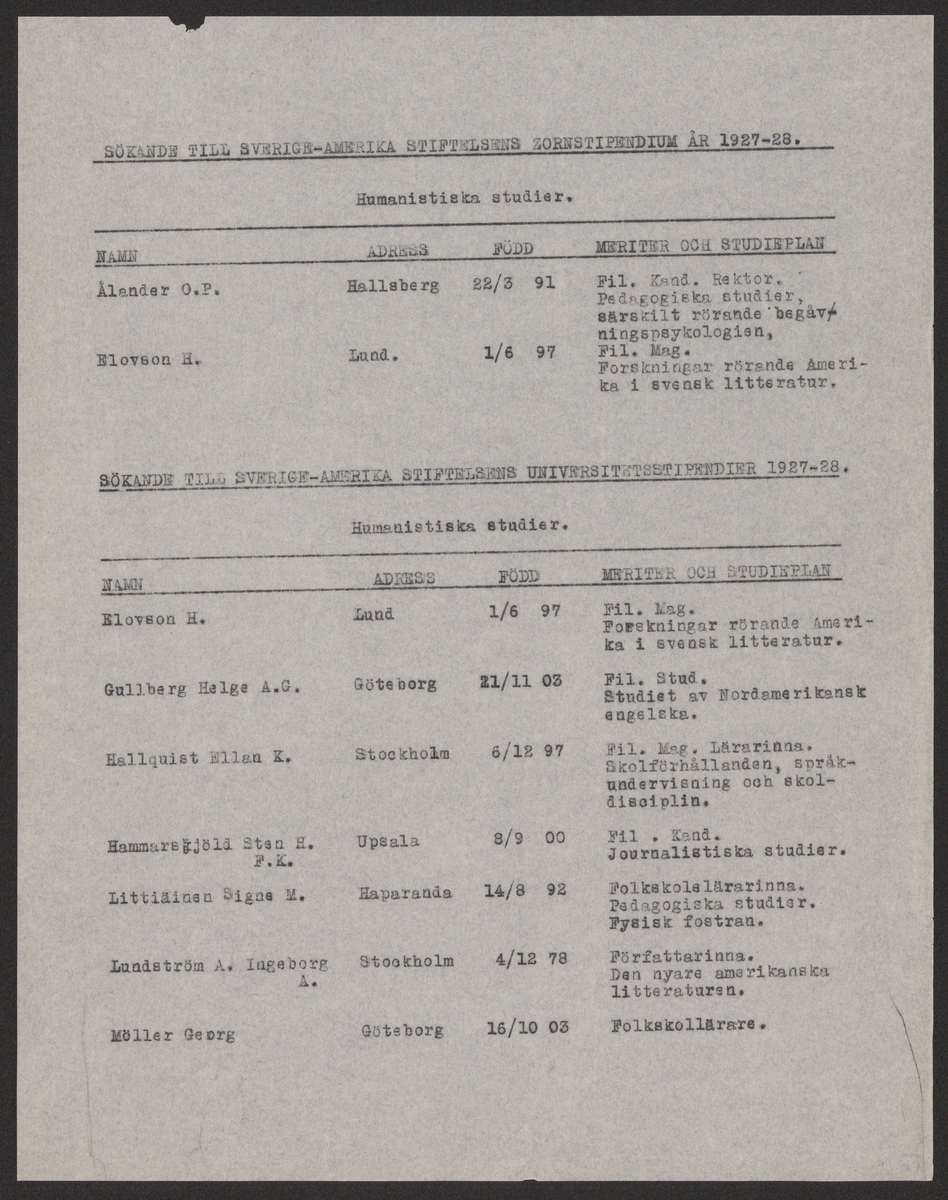 SÖKANDE TILL SVERIGE-AMERIKA STIFTELSENS ZORNSTIPENDIUM ÅR 1927-28.
Humanistiska studier.
NAMN ADRESS FÖDD MERITER OCH STUDIEPLAN
Ålander O.P. Hallsberg 22/3 91 Fil. Kand. Rektor.
Pedagogiska studier,
särskilt rörande begåv-
ningspsykologien,
Elovson H. Lund. 1/6 97 Fil. Mag.
Forskningar rörande Ameri-
ka i svensk litteratur.
SÖKANDE TILL SVERIGE-AMERIKA STIFTELSENS UNIVERSITETSSTIPENDIER 1927-28.
Humanistiska studier.
NAMN ADRESS FÖDD MERITER OCH STUDIEPLAN
Elovson H. Lund 1/6 97 Fil. Mag.
Forskningar rörande Ameri-
ka i svensk litteratur.
Gullberg Helge A.G. Göteborg 21/11 03 Fil. Stud.
Studiet av Nordamerikansk
engelska.
Hallquist Ellan K. Stockholm 6/12 97 Fil. Mag. Lärarinna.
Skolförhållanden, språk-
undervisning och skol-
disciplin.
Hammarskjöld Sten H. Upsala 8/9 00 Fil . Kand.
F.K. Journalistiska studier.
Littiäinen Signe M. Haparanda 14/8 92 Folkskolelärarinna.
Pedagogiska studier.
Fysisk fostran.
Lundström A. Ingeborg Stockholm 4/12 78 Författarinna.
A. Den nyare amerikanska
litteraturen.
Möller Georg Göteborg 16/10 03 Folkskollärare.